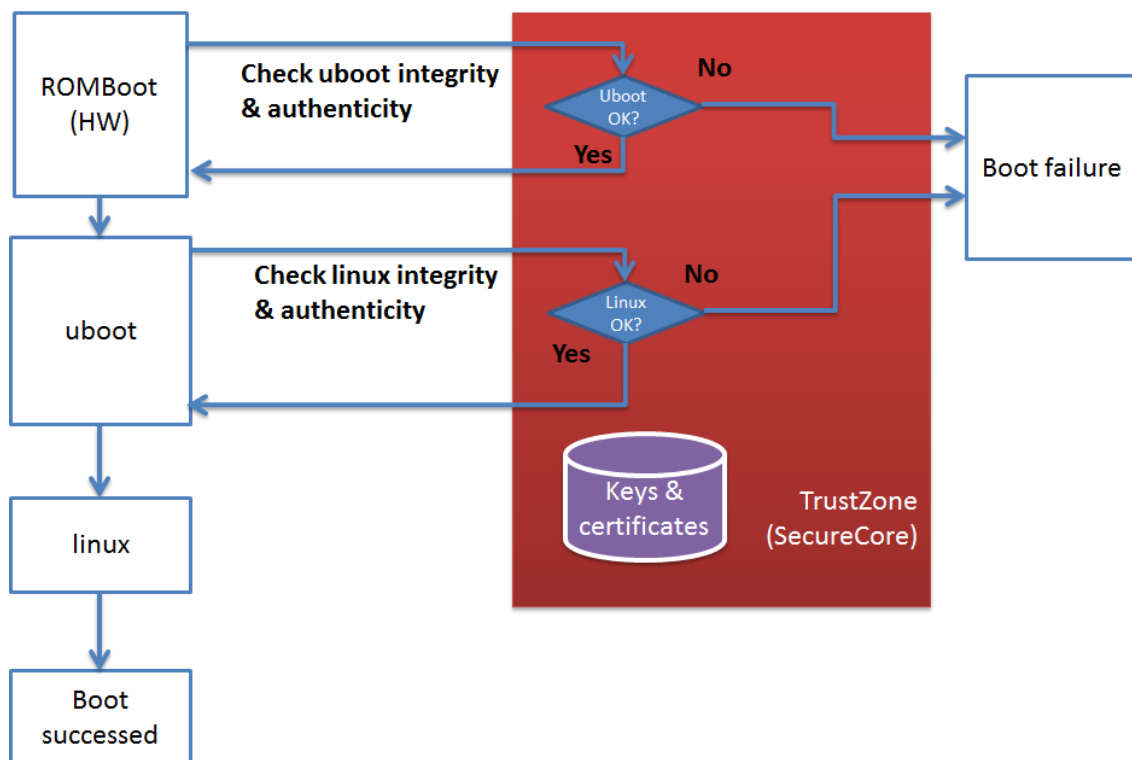 ROMBoot
(HW)
Check uboot integrity
& authenticity
Uboot
OK?
No
Yes
Boot failure
uboot
Check linux integrity
& authenticity
Linux
OK?
No
Yes
Keys &
certificates
TrustZone
(SecureCore)
linux
Boot
successed